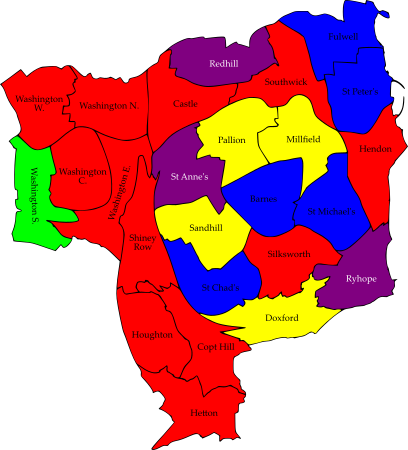 Fulwell
Redhill
Southwick
St Peter's
Washington
W.
Washington N.
Castle
Pallion
Millfield
Hendon
Washington
C.
Washington E.
Washington S.
St Anne's
Barnes
St Michael's
Sandhill
Shiney
Row
Silksworth
Ryhope
St Chad's
Doxford
Houghton
Copt Hill
Hetton